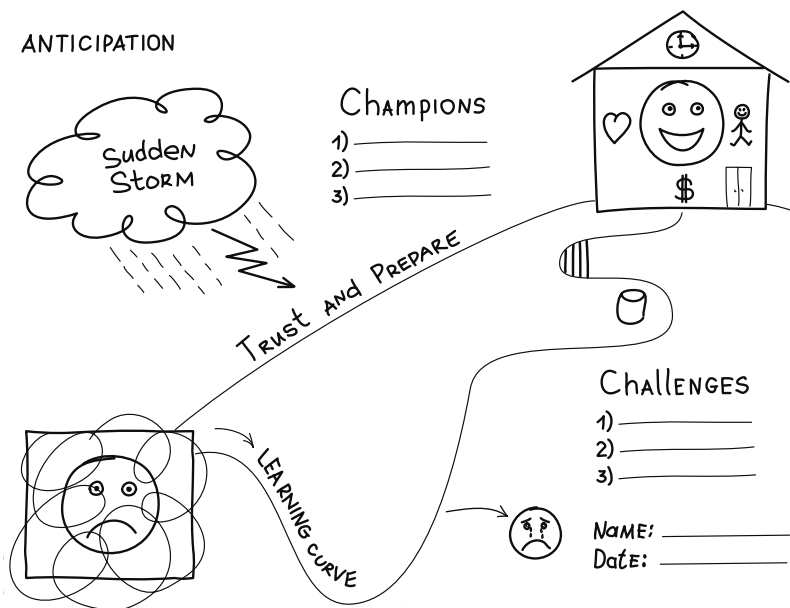 ANTICIPATION
Champions
1)
2)
3)
Sudden
Storm
$
Trust and Prepare
Challenges
1)
2)
3)
LEARNING CURVE
Name:
Date: